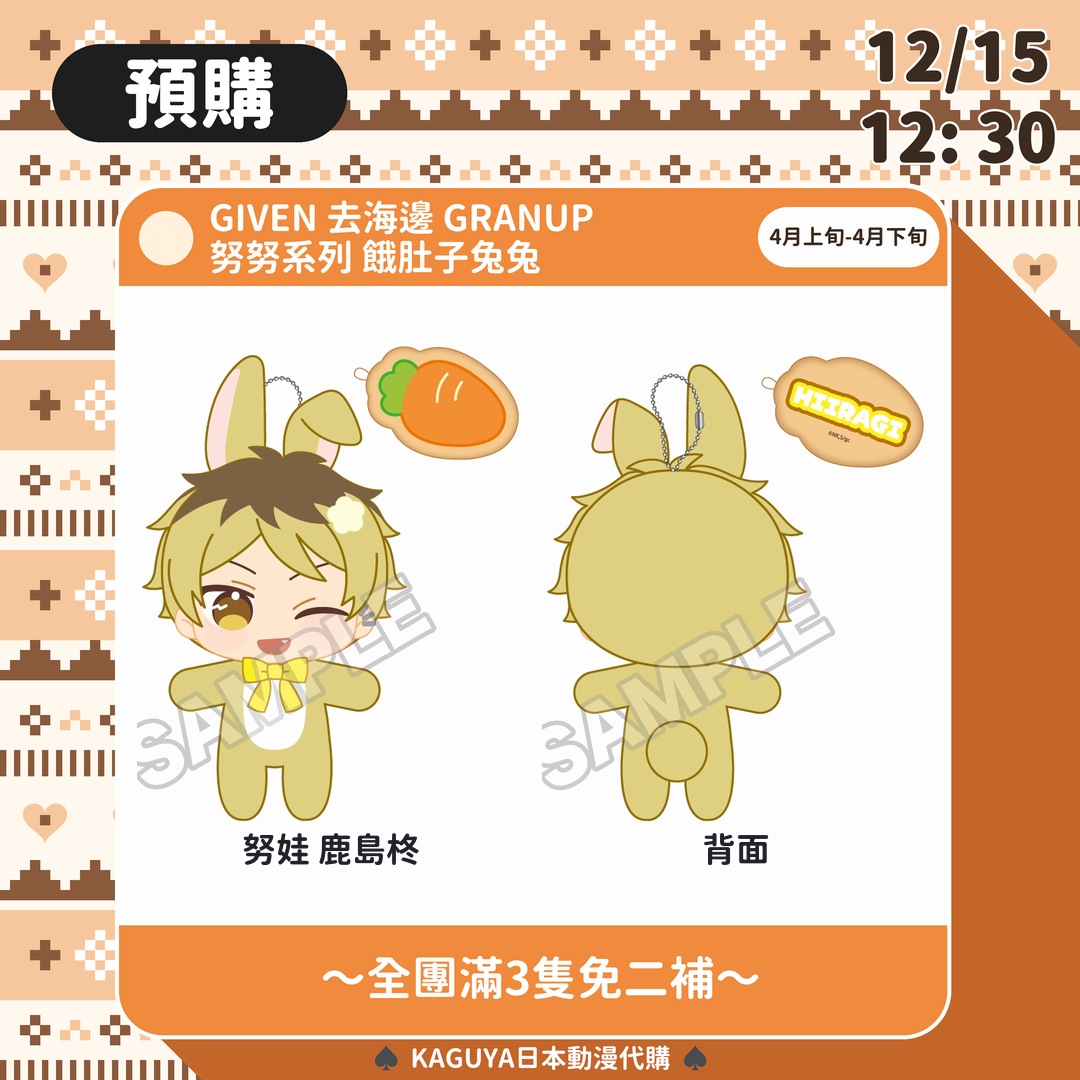 預購
12/15
12:30
GIVEN 去海邊 GRANUP
努努系列 餓肚子兔兔
4月上旬-4月下旬
HIIRAGI
©NKS/gc
SAMPLE
SAMPLE
努娃 鹿島柊
背面
～全團滿3隻免二補～
♠ KAGUYA日本動漫代購 ♠